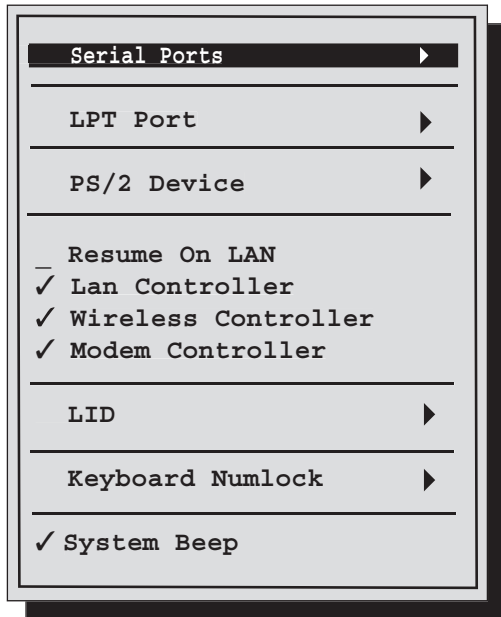 Serial Ports
LPT Port
PS/2 Device
_ Resume On LAN
✓ Lan Controller
✓ Wireless Controller
✓ Modem Controller
LID
Keyboard Numlock
✓ System Beep